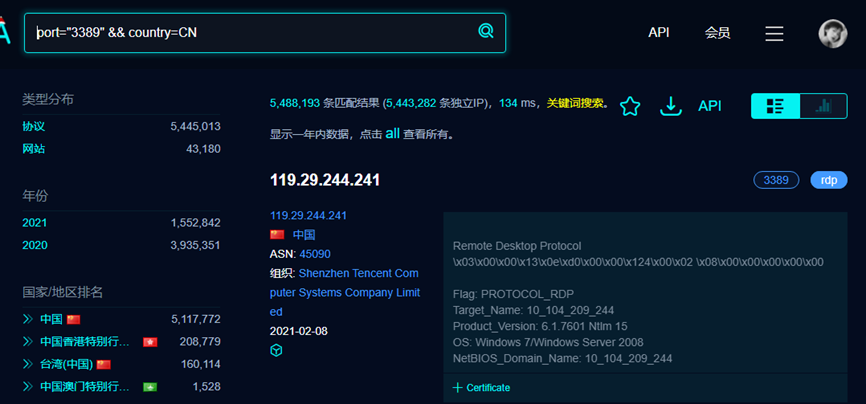 port="3389" && country=CN
API
会员
类型分布
协议 5,445,013
网站 43,180
年份
2021 1,552,842
2020 3,935,351
国家/地区排名
中国 5,117,772
中国香港特别行... 208,779
台湾(中国) 160,114
中国澳门特别行... 1,528
5,488,193 条匹配结果 (5,443,282 条独立IP)，134 ms，关键词搜索。
API
显示一年内数据，点击 all 查看所有。
119.29.244.241
3389
rdp
119.29.244.241
中国
ASN: 45090
组织: Shenzhen Tencent Com
puter Systems Company Limit
ed
2021-02-08
Remote Desktop Protocol
\x03\x00\x00\x13\x0e\xd0\x00\x00\x124\x00\x02 \x08\x00\x00\x00\x00\x00
Flag: PROTOCOL_RDP
Target_Name: 10_104_209_244
Product_Version: 6.1.7601 Ntlm 15
OS: Windows 7/Windows Server 2008
NetBIOS_Domain_Name: 10_104_209_244
Certificate